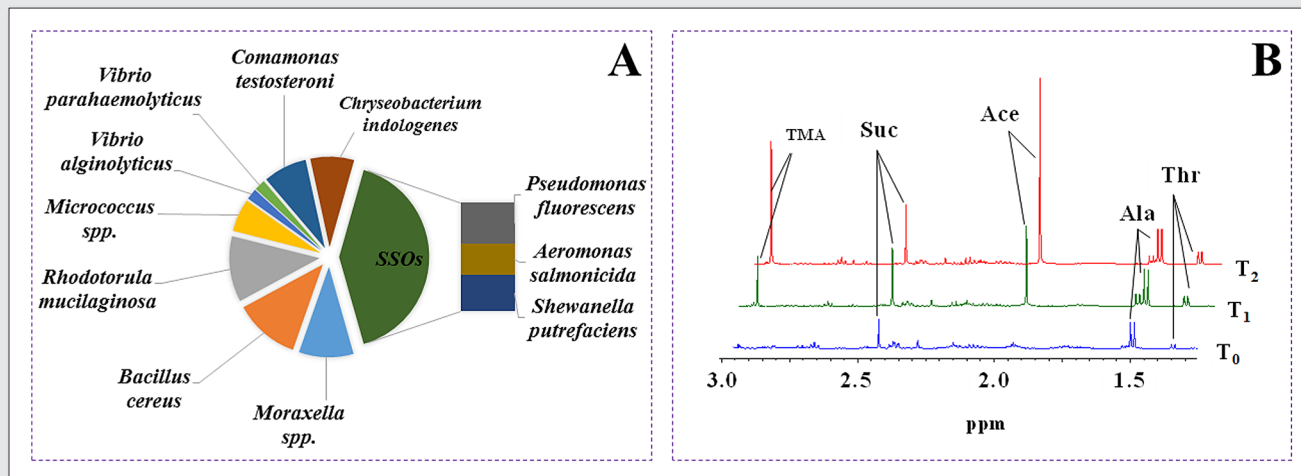 A
Comamonas
testosteroni
Vibrio
parahaemolyticus
Chryseobacterium
indologenes
Vibrio
alginolyticus
Micrococcus
spp.
Rhodotorula
mucilaginosa
Bacillus
cereus
Moraxella
spp.
SSOs
Pseudomonas
fluorescens
Aeromonas
salmonicida
Shewanella
putrefaciens
B
TMA
Suc
Ace
Ala
Thr
T2
T1
T0
3.0 2.5 2.0 1.5
ppm